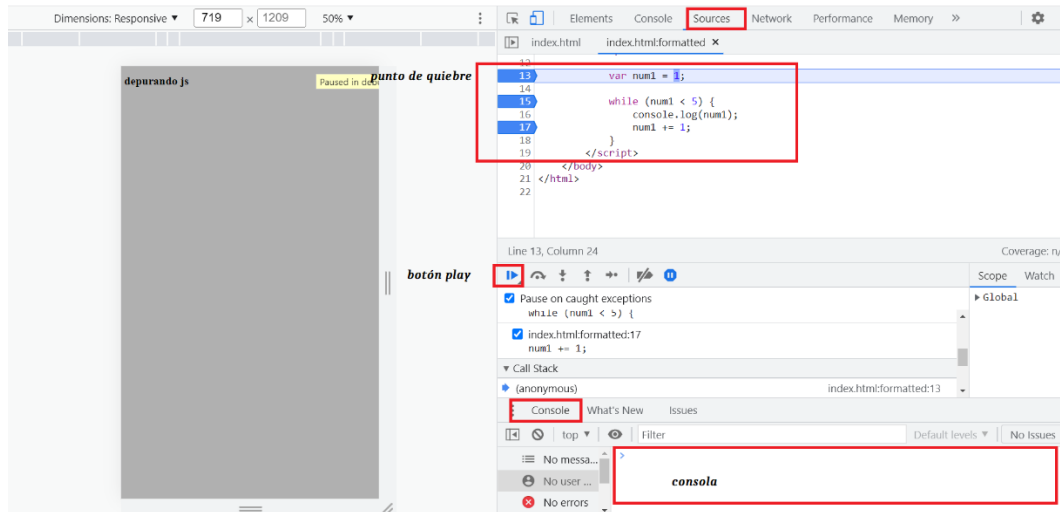 Dimensions: Responsive ▼ 719 × 1209 50% ▼
Elements Console Sources Network Performance Memory »
index.html index.html:formatted ×
depurando js
Paused in
punto de quiebre
12
13 var num1 = 1;
14
15 while (num1 < 5) {
16 console.log(num1);
17 num1 += 1;
18 }
19 </script>
20 </body>
21 </html>
22
Line 13, Column 24
Coverage: n/
botón play
Scope Watch
Pause on caught exceptions
while (num1 < 5) {
▶ Global
index.html:formatted:17
num1 += 1;
▼ Call Stack
(anonymous) index.html:formatted:13
Console What's New Issues
top ▼ Filter Default levels ▼ No Issues
No messa...
>
No user ...
consola
No errors